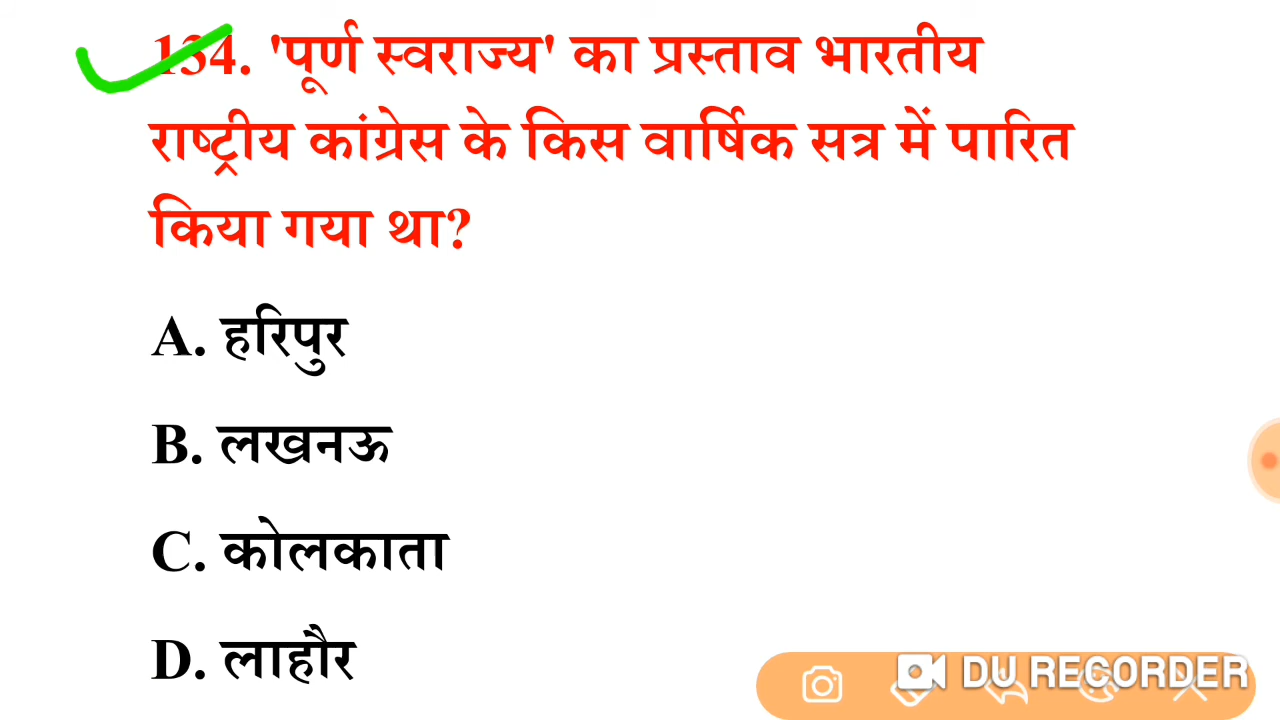 134. 'पूर्ण स्वराज्य' का प्रस्ताव भारतीय
राष्ट्रीय कांग्रेस के किस वार्षिक सत्र में पारित
किया गया था?
A. हरिपुर
B. लखनऊ
C. कोलकाता
D. लाहौर
DU RECORDER